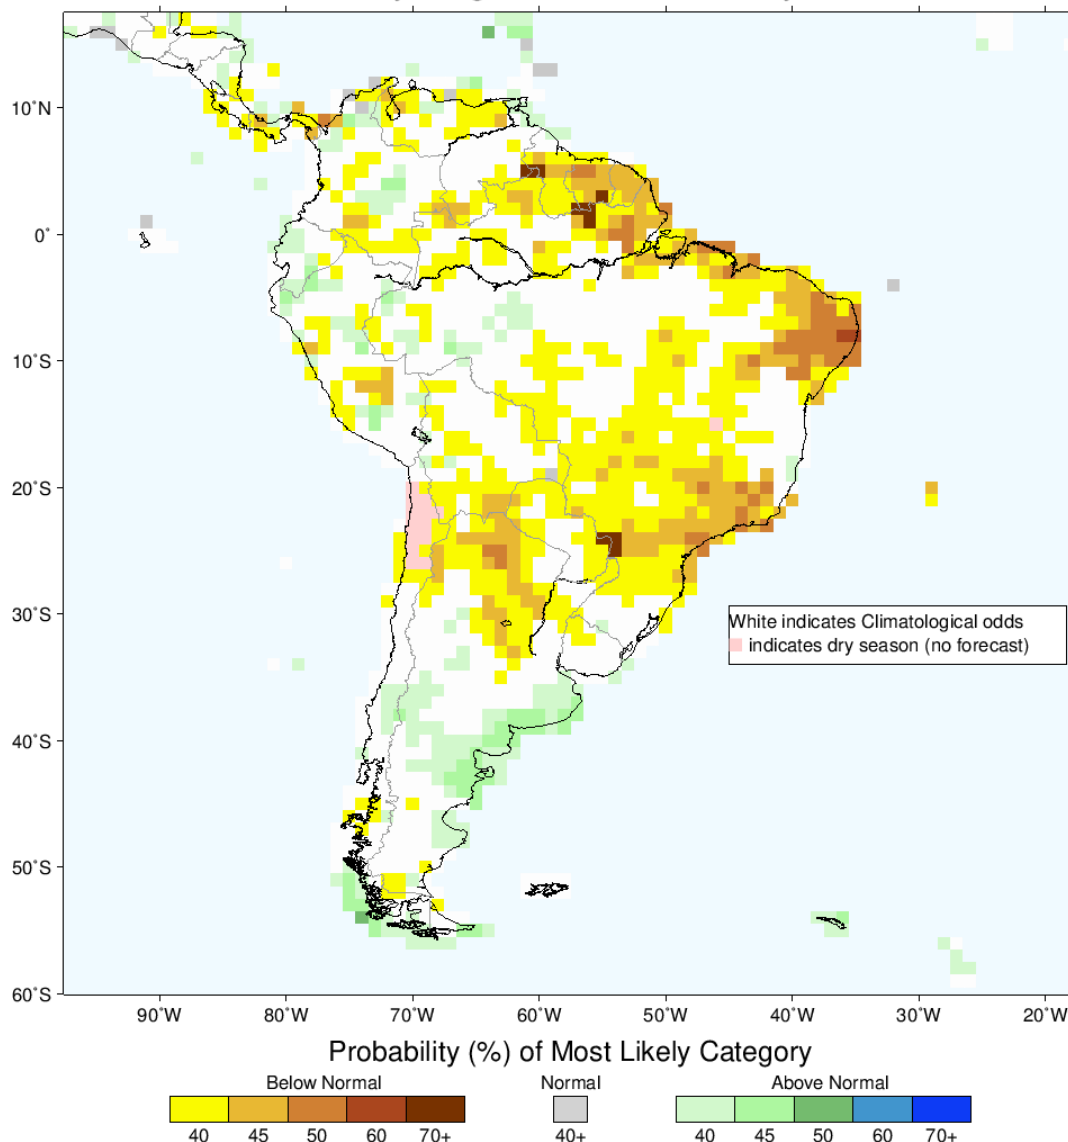 10˚N
0˚
10˚S
20˚S
30˚S
40˚S
50˚S
60˚S
White indicates Climatological odds
indicates dry season (no forecast)
90˚W 80˚W 70˚W 60˚W 50˚W 40˚W 30˚W 20˚W
Probability (%) of Most Likely Category
Below Normal Normal Above Normal
40 45 50 60 70+ 40+ 40 45 50 60 70+